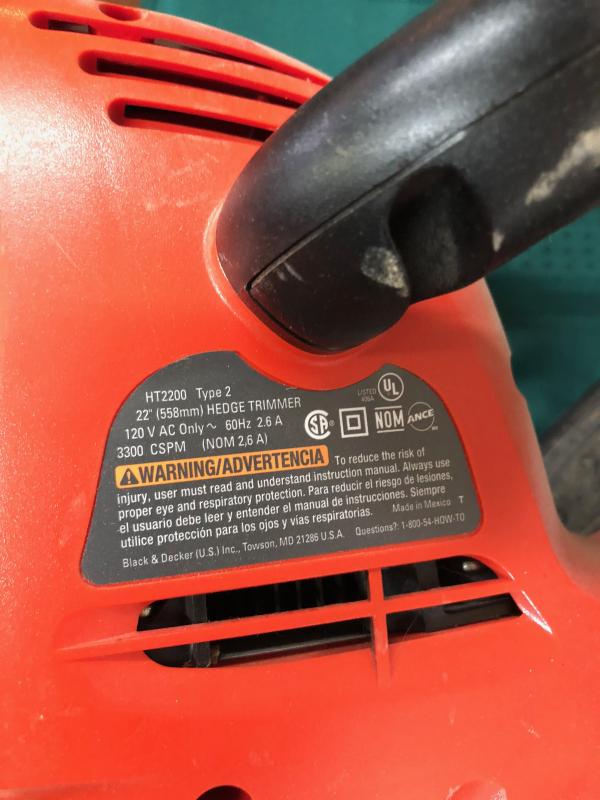 HT2200 Type 2
22" (558mm) HEDGE TRIMMER
120 V AC Only ~ 60Hz 2.6 A
3300 CSPM (NOM 2,6 A)
LISTED
UL
SA
NOM
ANCE
WARNING/ADVERTENCIA To reduce the risk of
injury, user must read and understand instruction manual. Always use
proper eye and respiratory protection. Para reducir el riesgo de lesiones,
el usuario debe leer y entender el manual de instrucciones. Siempre
utilice protección para los ojos y vías respiratorias. Made in Mexico T
Black & Decker (U.S.) Inc., Towson, MD 21286 U.S.A. Questions?: 1-800-54-HOW-TO